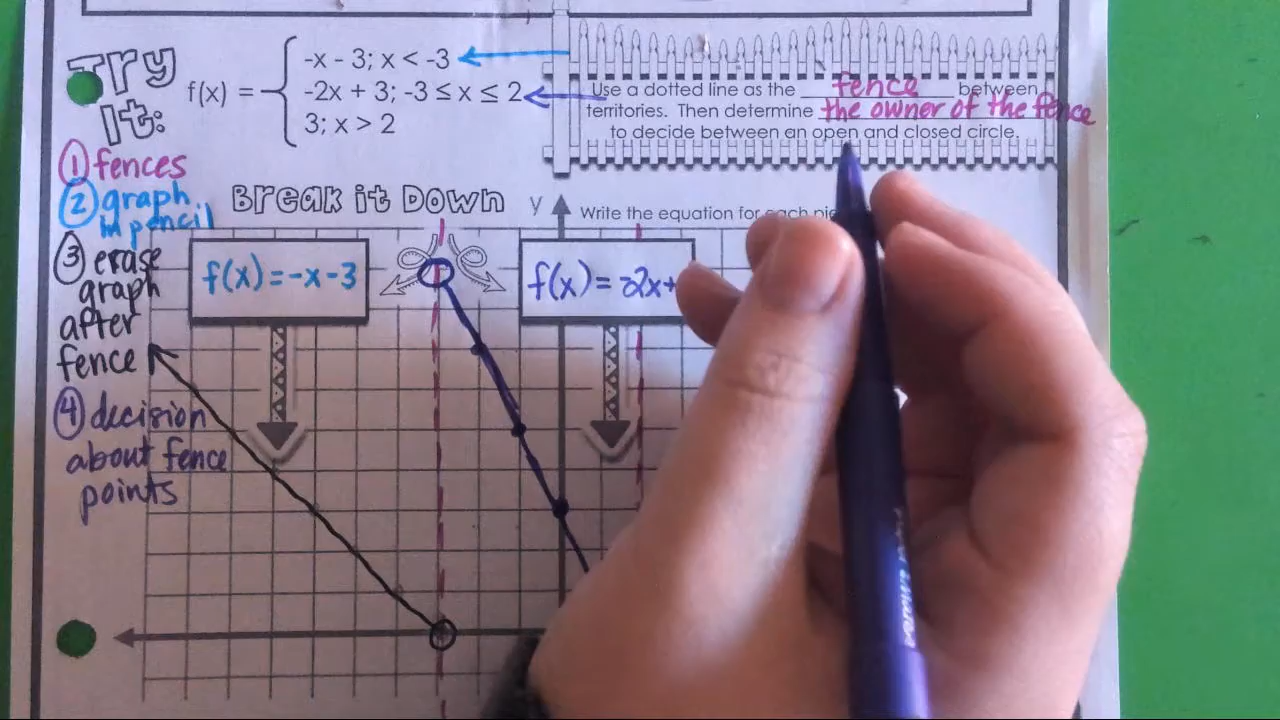 Try It:
f(x) =
-x - 3; x < -3
-2x + 3; -3 ≤ x ≤ 2
3; x > 2
Use a dotted line as the fence between
territories. Then determine the owner of the fence
to decide between an open and closed circle.
① fences
② graph in pencil
③ erase graph after fence
④ decision about fence points
Break it Down
y
Write the equation for each
f(x) = -x - 3
f(x) = -2x+